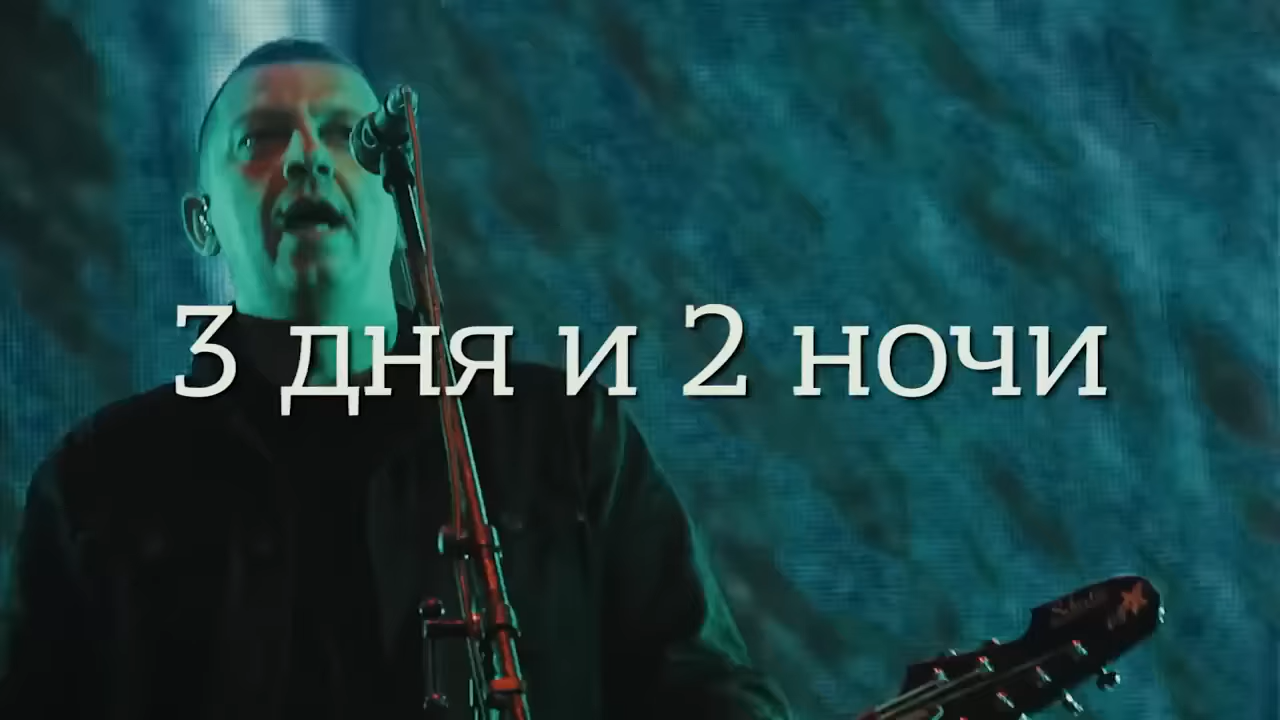 3 дня и 2 ночи